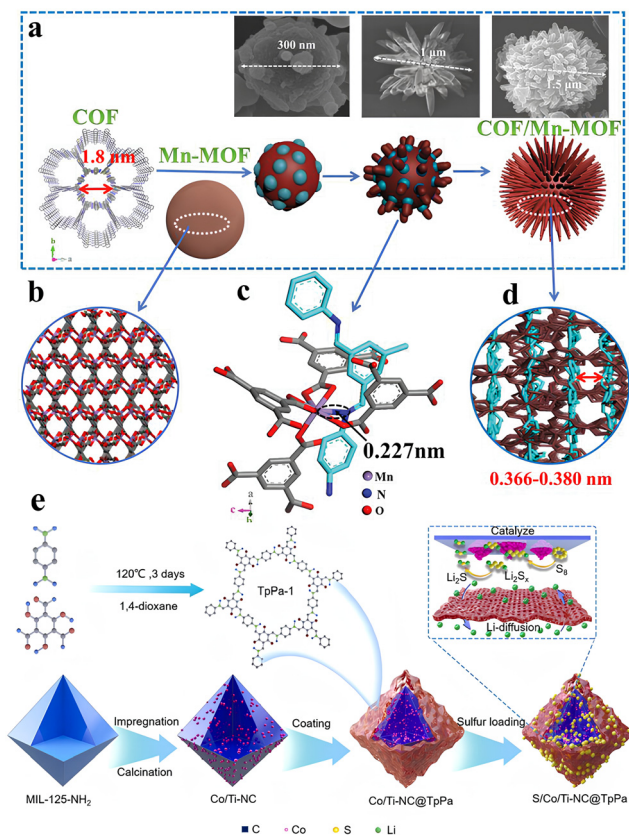 a
300 nm
1 μm
1.5 μm
COF
1.8 nm
Mn-MOF
COF/Mn-MOF
b
a
b
c
d
0.227nm
Mn
N
O
a
c
b
0.366-0.380 nm
e
120℃ ,3 days
1,4-dioxane
TpPa-1
Catalyze
Li₂S
Li₂Sₓ
S₈
Li-diffusion
Impregnation
Calcination
Coating
Sulfur loading
MIL-125-NH₂
Co/Ti-NC
Co/Ti-NC@TpPa
S/Co/Ti-NC@TpPa
C
Co
S
Li